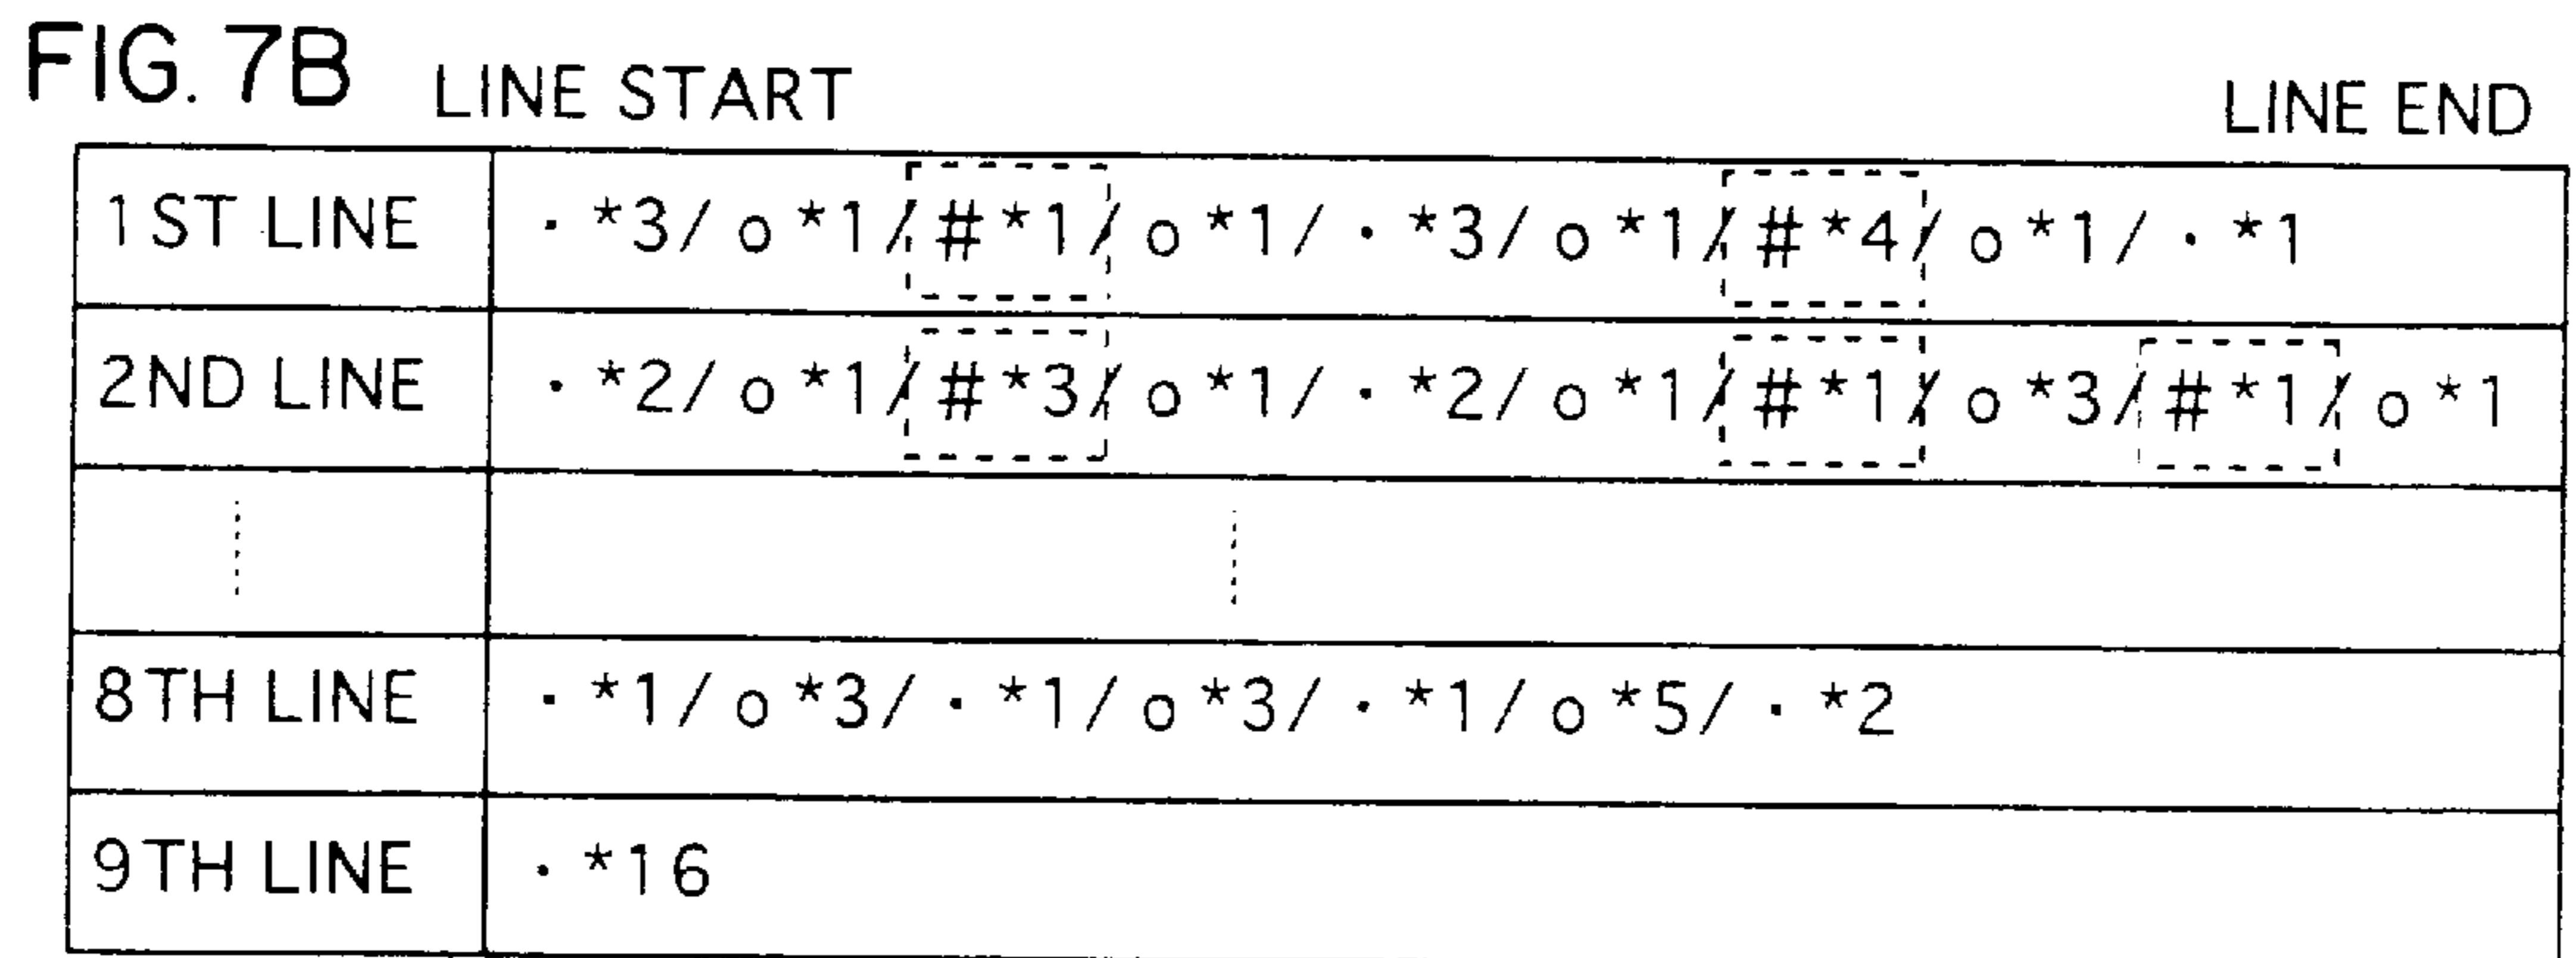 FIG. 7B LINE START LINE END
1ST LINE · *3/ o *1/ # *1/ o *1/ · *3/ o *1/ # *4/ o *1/ · *1
2ND LINE · *2/ o *1/ # *3/ o *1/ · *2/ o *1/ # *1/ o *3/ # *1/ o *1
8TH LINE · *1/ o *3/ · *1/ o *3/ · *1/ o *5/ · *2
9TH LINE · *16